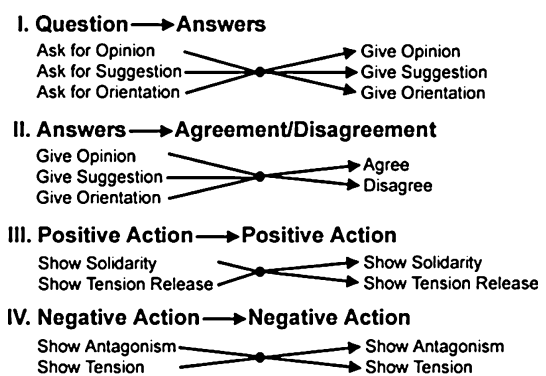 I. Question → Answers
Ask for Opinion Give Opinion
Ask for Suggestion Give Suggestion
Ask for Orientation Give Orientation
II. Answers → Agreement/Disagreement
Give Opinion Agree
Give Suggestion Disagree
Give Orientation
III. Positive Action → Positive Action
Show Solidarity Show Solidarity
Show Tension Release Show Tension Release
IV. Negative Action → Negative Action
Show Antagonism Show Antagonism
Show Tension Show Tension